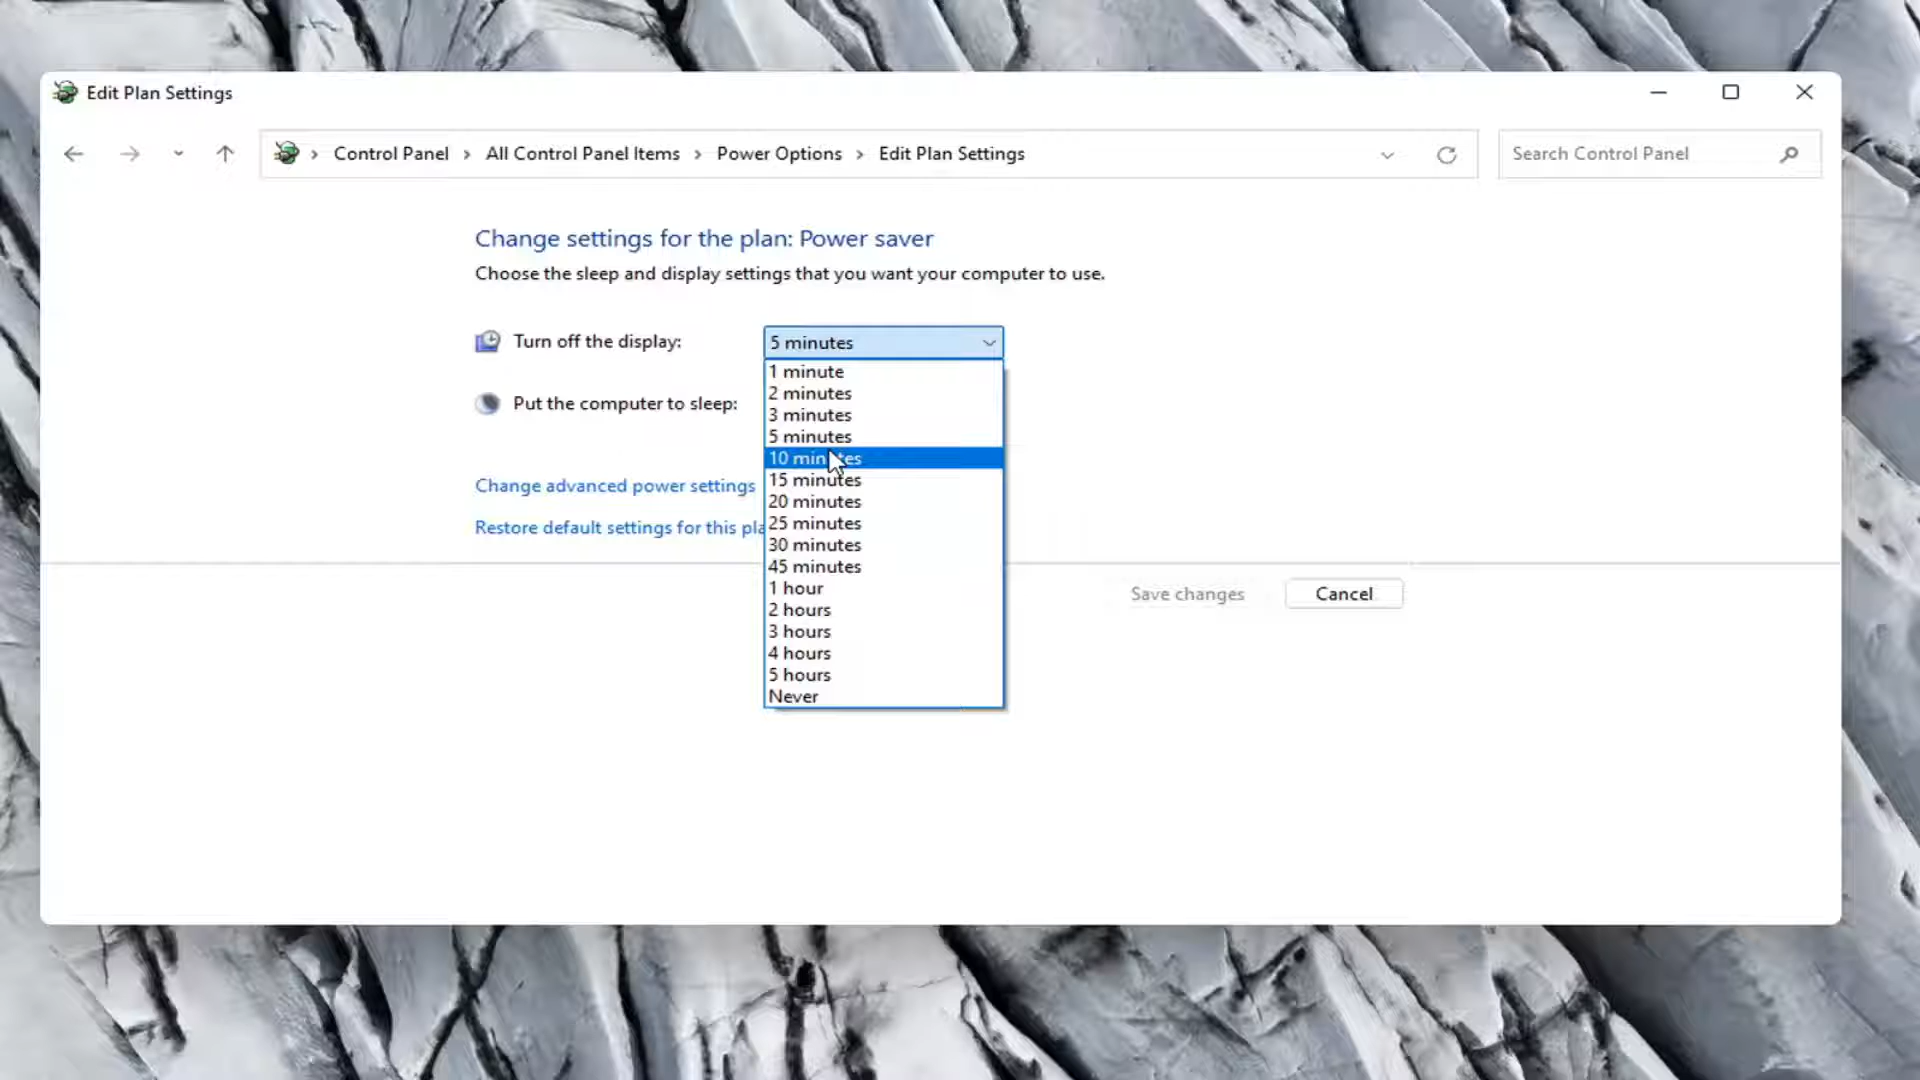 Edit Plan Settings
Control Panel > All Control Panel Items > Power Options > Edit Plan Settings
Search Control Panel
Change settings for the plan: Power saver
Choose the sleep and display settings that you want your computer to use.
Turn off the display:
5 minutes
1 minute
2 minutes
3 minutes
Put the computer to sleep:
5 minutes
10 minutes
15 minutes
Change advanced power settings
20 minutes
25 minutes
Restore default settings for this pla
30 minutes
45 minutes
1 hour
Save changes
Cancel
2 hours
3 hours
4 hours
5 hours
Never